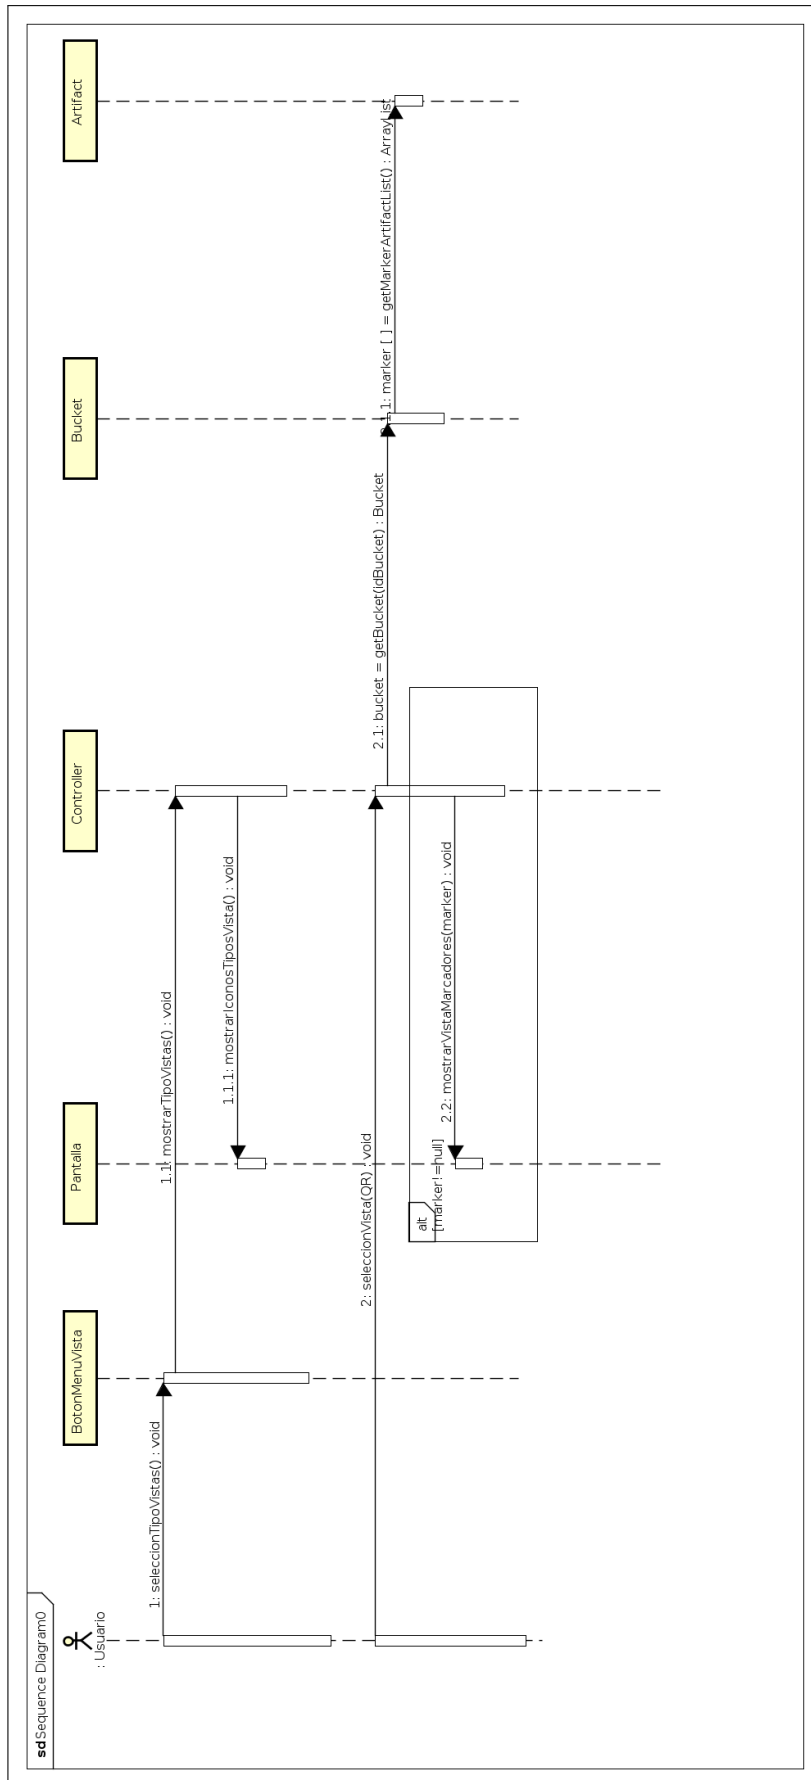 sd Sequence Diagram0
: Usuario
BotonMenuVista
Pantalla
Controller
Bucket
Artifact
1: seleccionTipoVistas() : void
1.1: mostrarTipoVistas() : void
1.1.1: mostrarIconosTiposVista() : void
2: seleccionVista(QR) : void
2.1: bucket = getBucket(idBucket) : Bucket
2.1.1: marker [ ] = getMarkerArtifactList() : ArrayList
alt
[marker!=null]
2.2: mostrarVistaMarcadores(marker) : void